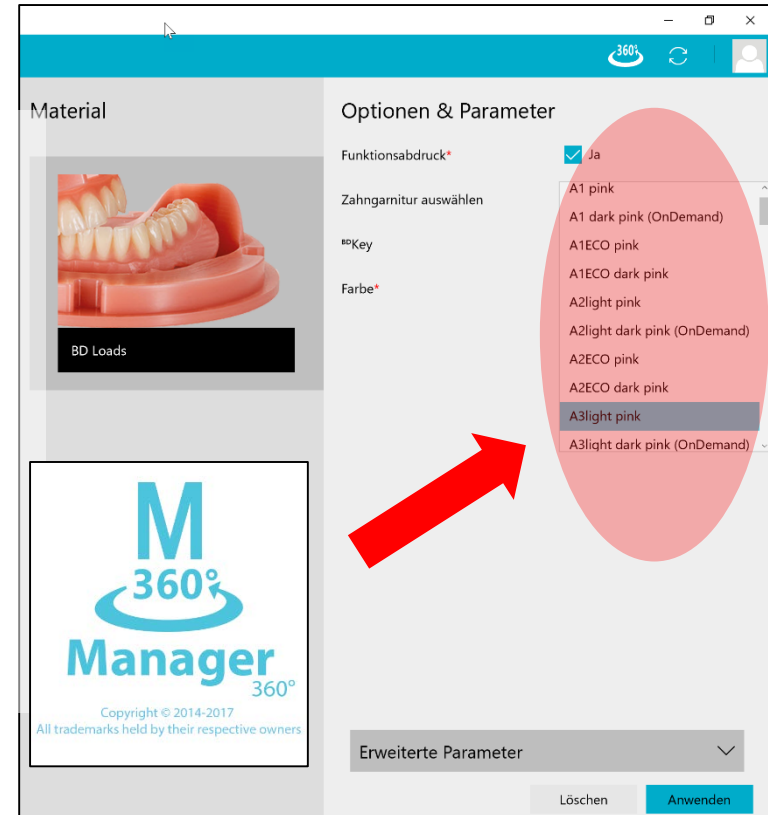 360°
Material
BD Loads
M
360°
Manager
360°
Copyright © 2014-2017
All trademarks held by their respective owners
Optionen & Parameter
Funktionsabdruck*
Ja
Zahngarnitur auswählen
ᴮᴰKey
Farbe*
A1 pink
A1 dark pink (OnDemand)
A1ECO pink
A1ECO dark pink
A2light pink
A2light dark pink (OnDemand)
A2ECO pink
A2ECO dark pink
A3light pink
A3light dark pink (OnDemand)
Erweiterte Parameter
Löschen
Anwenden